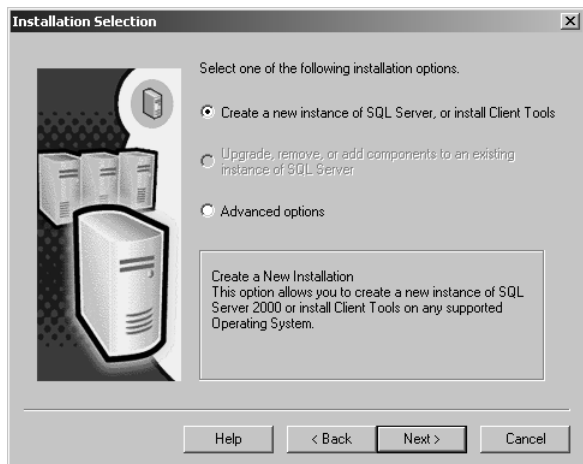 Installation Selection
Select one of the following installation options.
Create a new instance of SQL Server, or install Client Tools
Upgrade, remove, or add components to an existing
instance of SQL Server
Advanced options
Create a New Installation
This option allows you to create a new instance of SQL
Server 2000 or install Client Tools on any supported
Operating System.
Help
< Back
Next >
Cancel